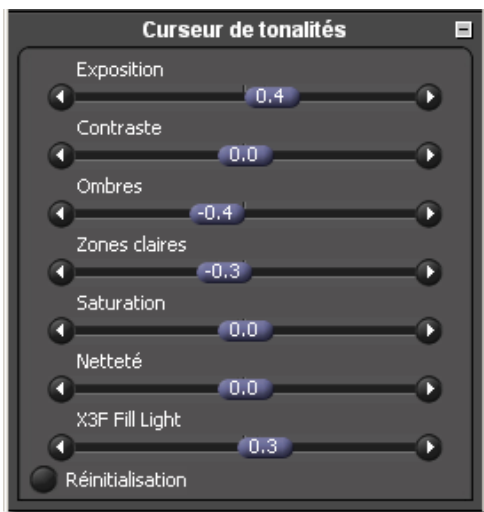 Curseur de tonalités
Exposition
0.4
Contraste
0.0
Ombres
-0.4
Zones claires
-0.3
Saturation
0.0
Netteté
0.0
X3F Fill Light
0.3
Réinitialisation